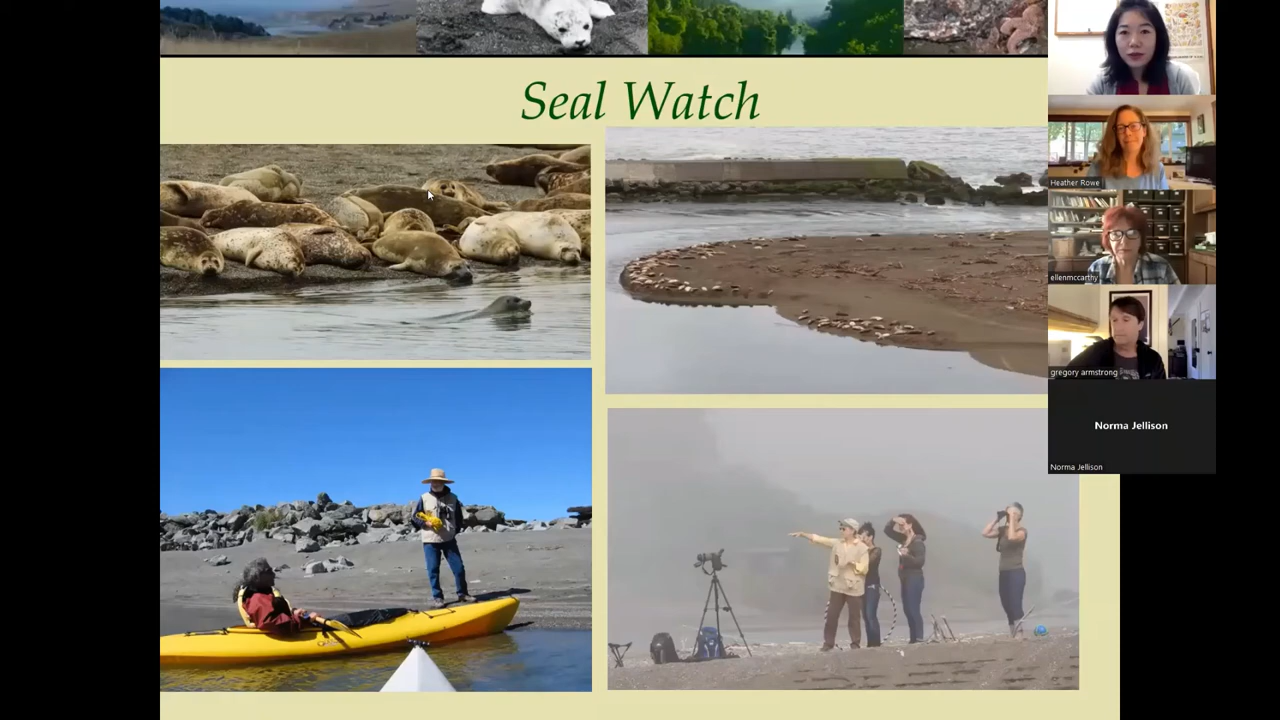 Seal Watch
Heather Rowe
ellenmccarthy
gregory armstrong
Norma Jellison
Norma Jellison